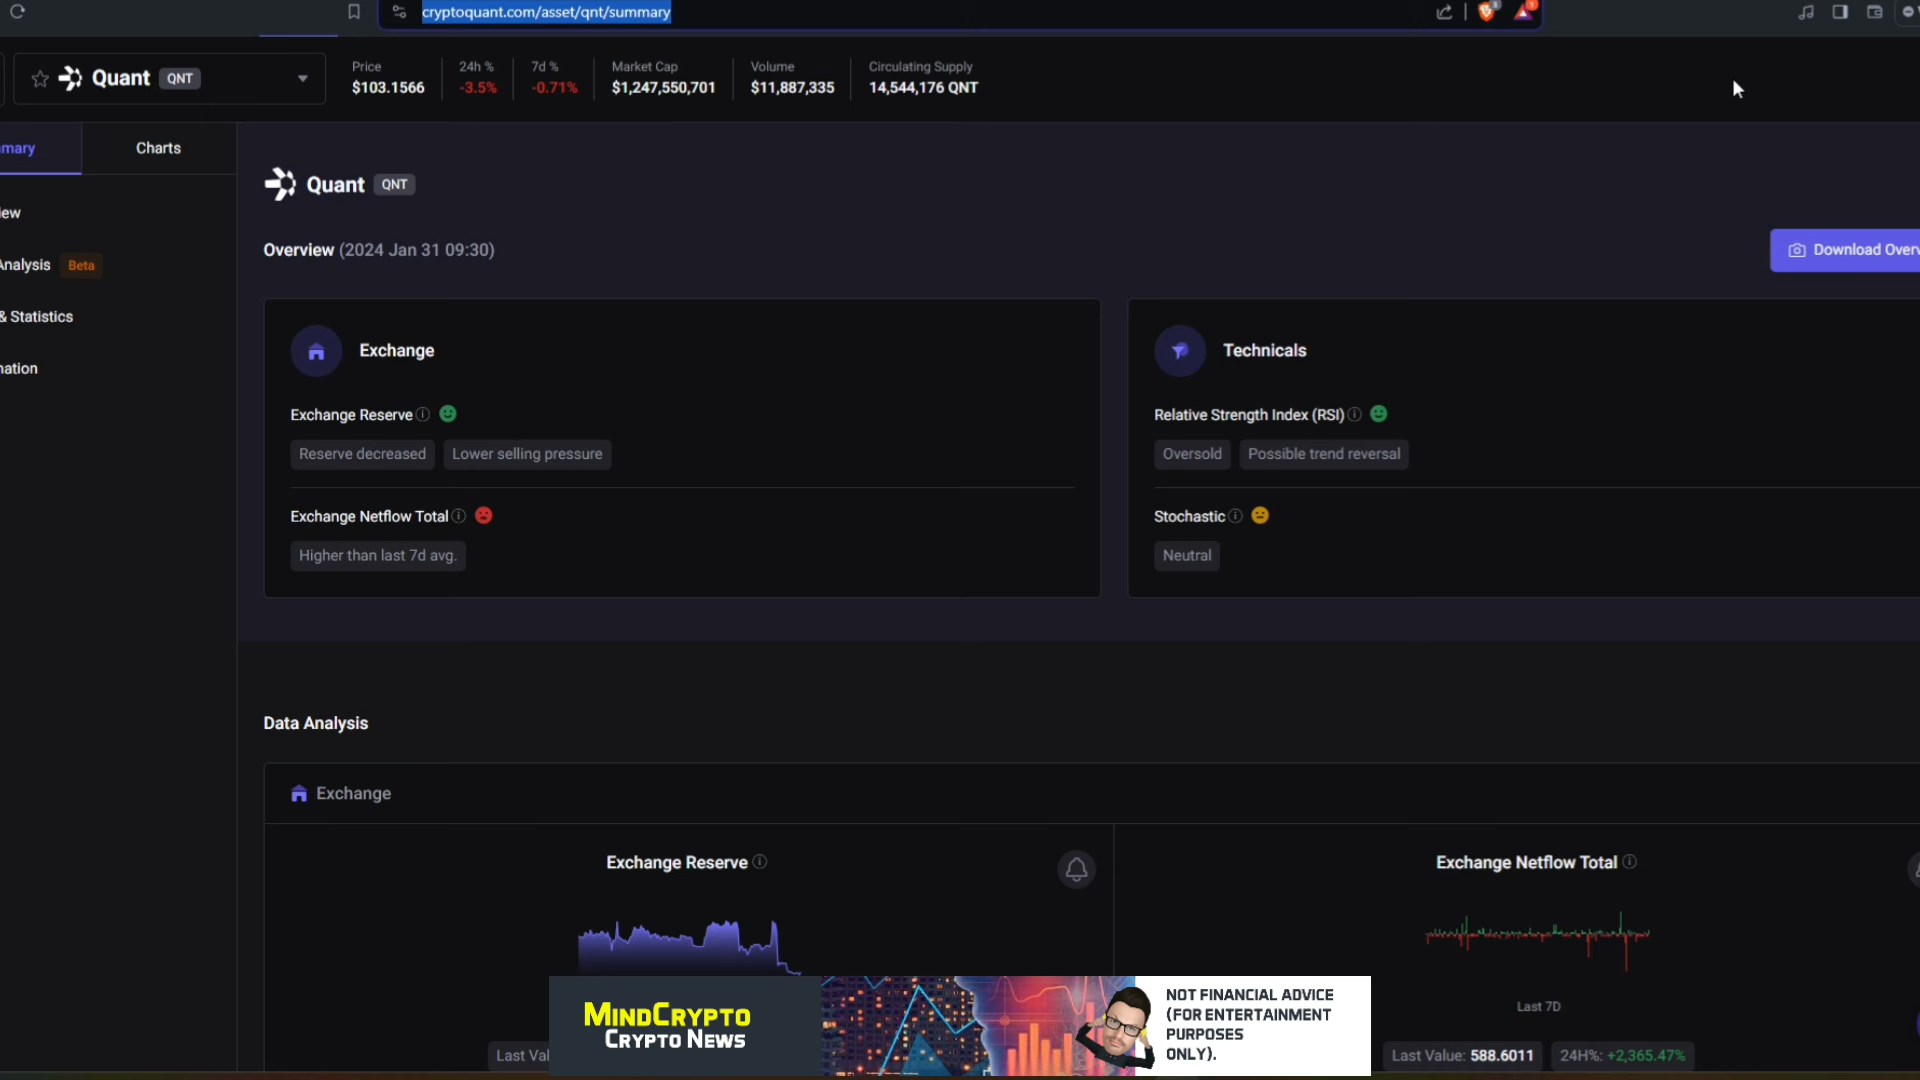 cryptoquant.com/asset/qnt/summary
Quant QNT
Price 24h % 7d % Market Cap Volume Circulating Supply
$103.1566 -3.5% -0.71% $1,247,550,701 $11,887,335 14,544,176 QNT
mary Charts
Quant QNT
ew
Overview (2024 Jan 31 09:30)
Download Overv
Analysis Beta
& Statistics
Exchange Technicals
nation
Exchange Reserve Relative Strength Index (RSI)
Reserve decreased Lower selling pressure Oversold Possible trend reversal
Exchange Netflow Total Stochastic
Higher than last 7d avg. Neutral
Data Analysis
Exchange
Exchange Reserve Exchange Netflow Total
Last 7D
Last Val Last Value: 588.6011 24H%: +2,365.47%
MINDCRYPTO
CRYPTO NEWS
NOT FINANCIAL ADVICE
(FOR ENTERTAINMENT
PURPOSES
ONLY).